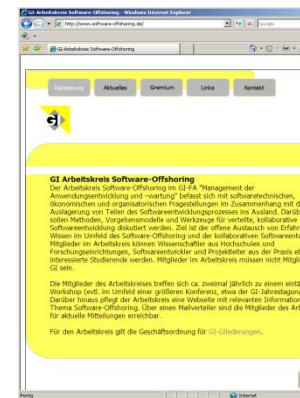 GI-Arbeitskreis Software-Offshoring - Windows Internet Explorer
http://www.software-offshoring.de/
Google
GI-Arbeitskreis Software-Offshoring
Zielsetzung Aktuelles Gremium Links Kontakt
GI Arbeitskreis Software-Offshoring
Der Arbeitskreis Software-Offshoring im GI-FA "Management der
Anwendungsentwicklung und –wartung" befasst sich mit softwaretechnischen,
ökonomischen und organisatorischen Fragestellungen im Zusammenhang mit d
Auslagerung von Teilen des Softwareentwicklungsprozesses ins Ausland. Darüb
sollen Methoden, Vorgehensmodelle und Werkzeuge für verteilte, kollaborative
Softwareentwicklung diskutiert werden. Ziel ist der offene Austausch von Erfahr
Wissen im Umfeld des Software-Offshoring und der kollaborativen Softwareent
Mitglieder im Arbeitskreis können Wissenschaftler aus Hochschulen und
Forschungseinrichtungen, Softwareentwickler und Projektleiter aus der Praxis
interessierte Studierende werden. Mitglieder im Arbeitskreis müssen nicht Mitgli
GI sein.
Die Mitglieder des Arbeitskreises treffen sich ca. zweimal jährlich zu einem eint
Workshop (evtl. im Umfeld einer größeren Konferenz, etwa der GI-Jahrestagung
Darüber hinaus pflegt der Arbeitskreis eine Webseite mit relevanten Information
Thema Software-Offshoring. Über einen Mailverteiler sind die Mitglieder des Ar
für aktuelle Mitteilungen erreichbar.
Für den Arbeitskreis gilt die Geschäftsordnung für GI-Gliederungen.
Fertig Internet